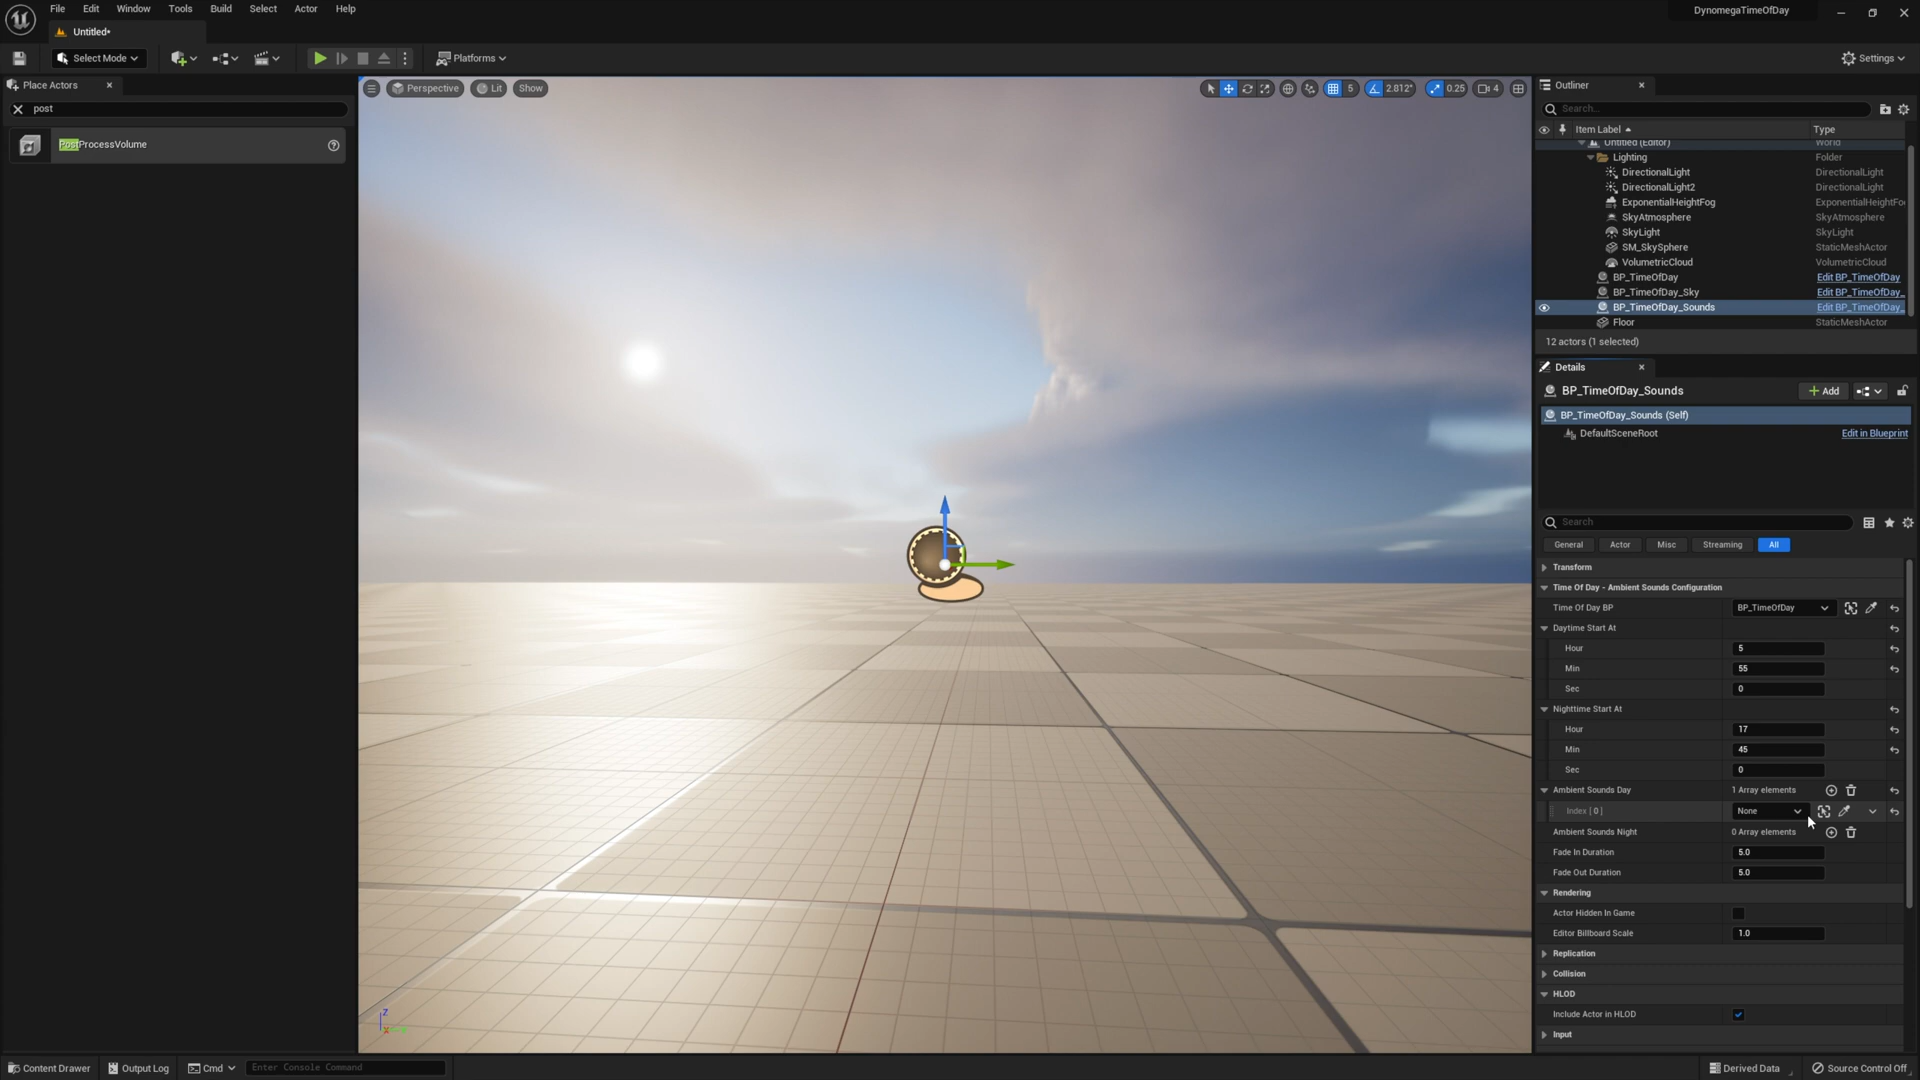 File Edit Window Tools Build Select Actor Help
DynomegaTimeOfDay
Untitled*
Select Mode
Platforms
Settings
Place Actors
post
PostProcessVolume
Perspective
Lit
Show
5
2.812°
0.25
4
Outliner
Search...
Item Label
Type
Untitled (Editor)
World
Lighting
Folder
DirectionalLight
DirectionalLight
DirectionalLight2
DirectionalLight
ExponentialHeightFog
ExponentialHeightFo
SkyAtmosphere
SkyAtmosphere
SkyLight
SkyLight
SM_SkySphere
StaticMeshActor
VolumetricCloud
VolumetricCloud
BP_TimeOfDay
Edit BP_TimeOfDay
BP_TimeOfDay_Sky
Edit BP_TimeOfDay_
BP_TimeOfDay_Sounds
Edit BP_TimeOfDay_
Floor
StaticMeshActor
12 actors (1 selected)
Details
BP_TimeOfDay_Sounds
Add
BP_TimeOfDay_Sounds (Self)
DefaultSceneRoot
Edit in Blueprint
Search
General
Actor
Misc
Streaming
All
Transform
Time Of Day - Ambient Sounds Configuration
Time Of Day BP
BP_TimeOfDay
Daytime Start At
Hour
5
Min
55
Sec
0
Nighttime Start At
Hour
17
Min
45
Sec
0
Ambient Sounds Day
1 Array elements
Index [ 0 ]
None
Ambient Sounds Night
0 Array elements
Fade In Duration
5.0
Fade Out Duration
5.0
Rendering
Actor Hidden In Game
Editor Billboard Scale
1.0
Replication
Collision
HLOD
Include Actor in HLOD
Input
Z
X
Content Drawer
Output Log
Cmd
Enter Console Command
Derived Data
Source Control Off